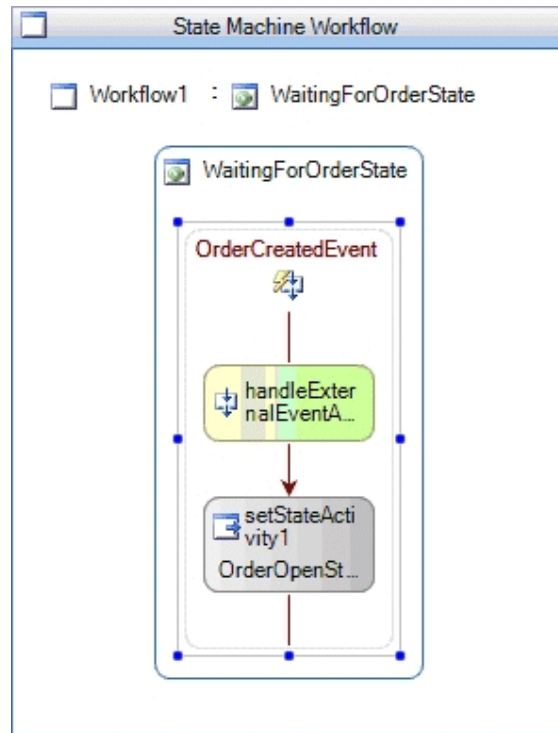 State Machine Workflow
Workflow1 : WaitingForOrderState
WaitingForOrderState
OrderCreatedEvent
handleExter
nalEventA...
setStateActi
vity1
OrderOpenSt...